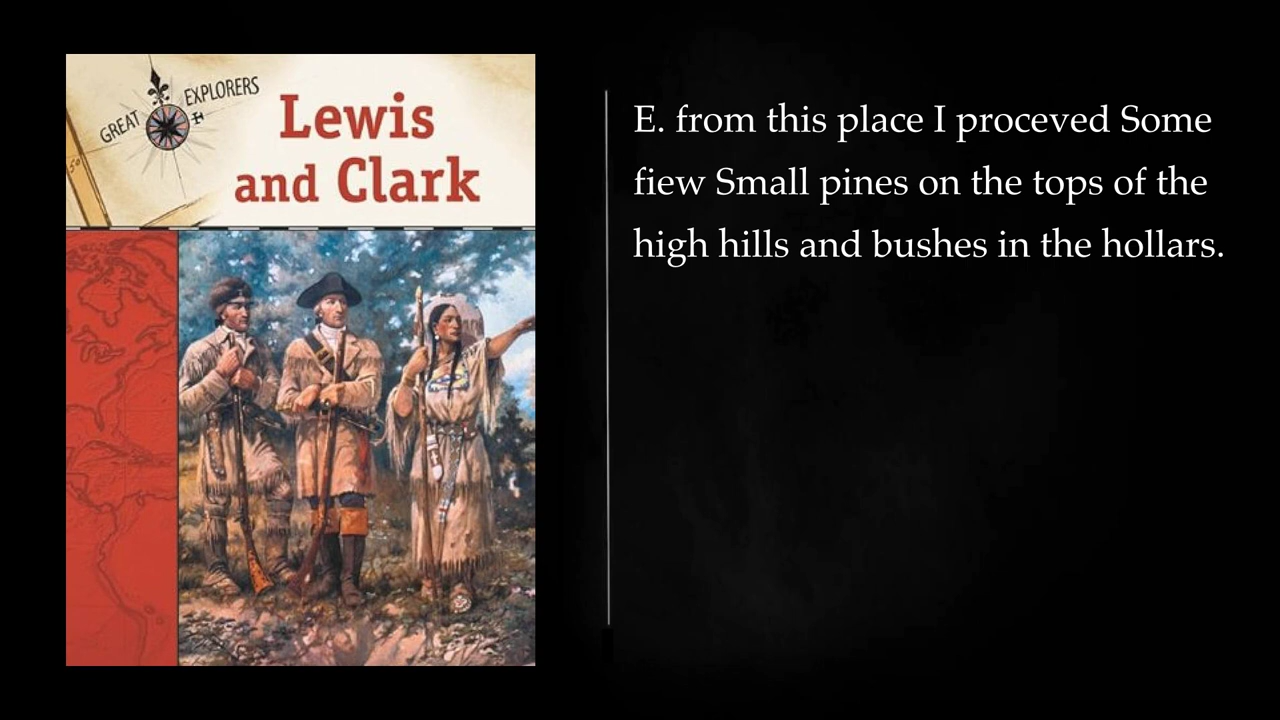 GREAT EXPLORERS
Lewis
and Clark
50
E. from this place I proceved Some
fiew Small pines on the tops of the
high hills and bushes in the hollars.